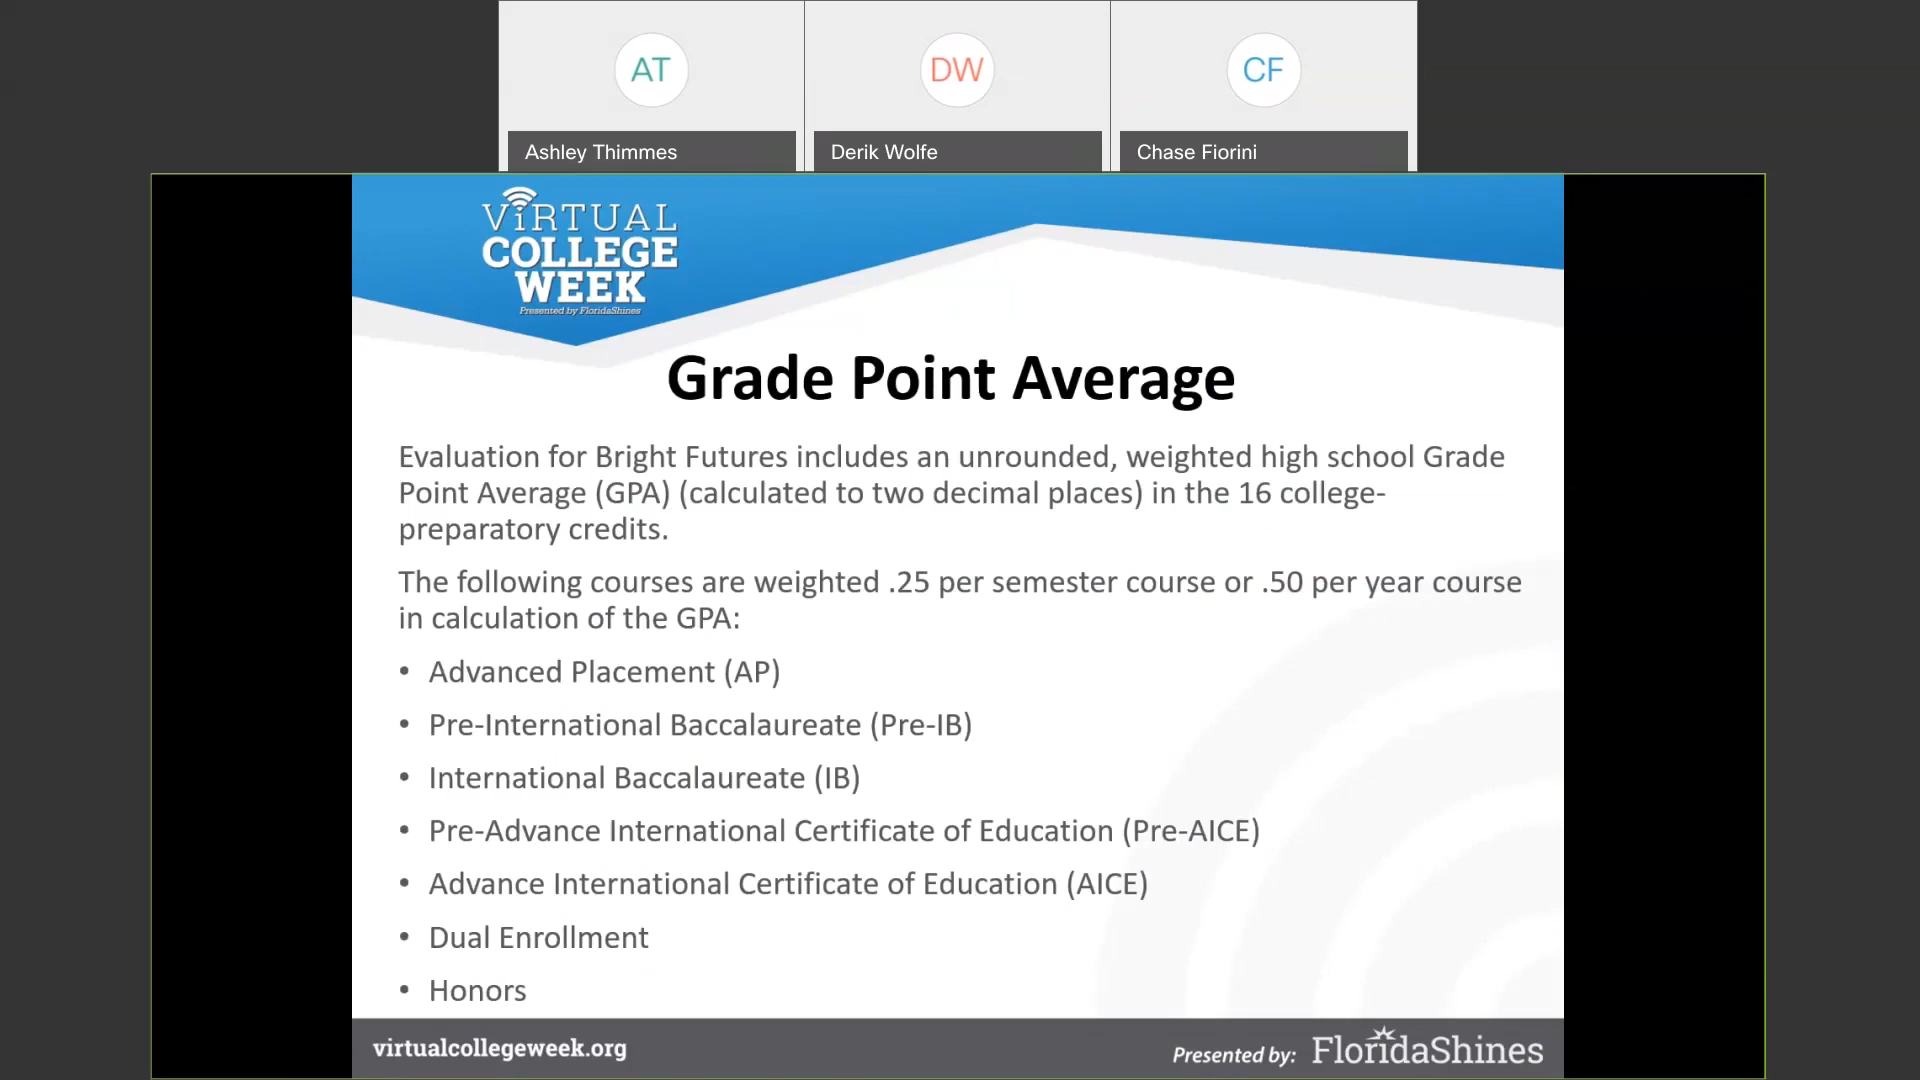 AT
DW
CF
Ashley Thimmes
Derik Wolfe
Chase Fiorini
ViRTUAL
COLLEGE
WEEK
Presented by FloridaShines
Grade Point Average
Evaluation for Bright Futures includes an unrounded, weighted high school Grade
Point Average (GPA) (calculated to two decimal places) in the 16 college-
preparatory credits.
The following courses are weighted .25 per semester course or .50 per year course
in calculation of the GPA:
• Advanced Placement (AP)
• Pre-International Baccalaureate (Pre-IB)
• International Baccalaureate (IB)
• Pre-Advance International Certificate of Education (Pre-AICE)
• Advance International Certificate of Education (AICE)
• Dual Enrollment
• Honors
virtualcollegeweek.org
Presented by: FloridaShines